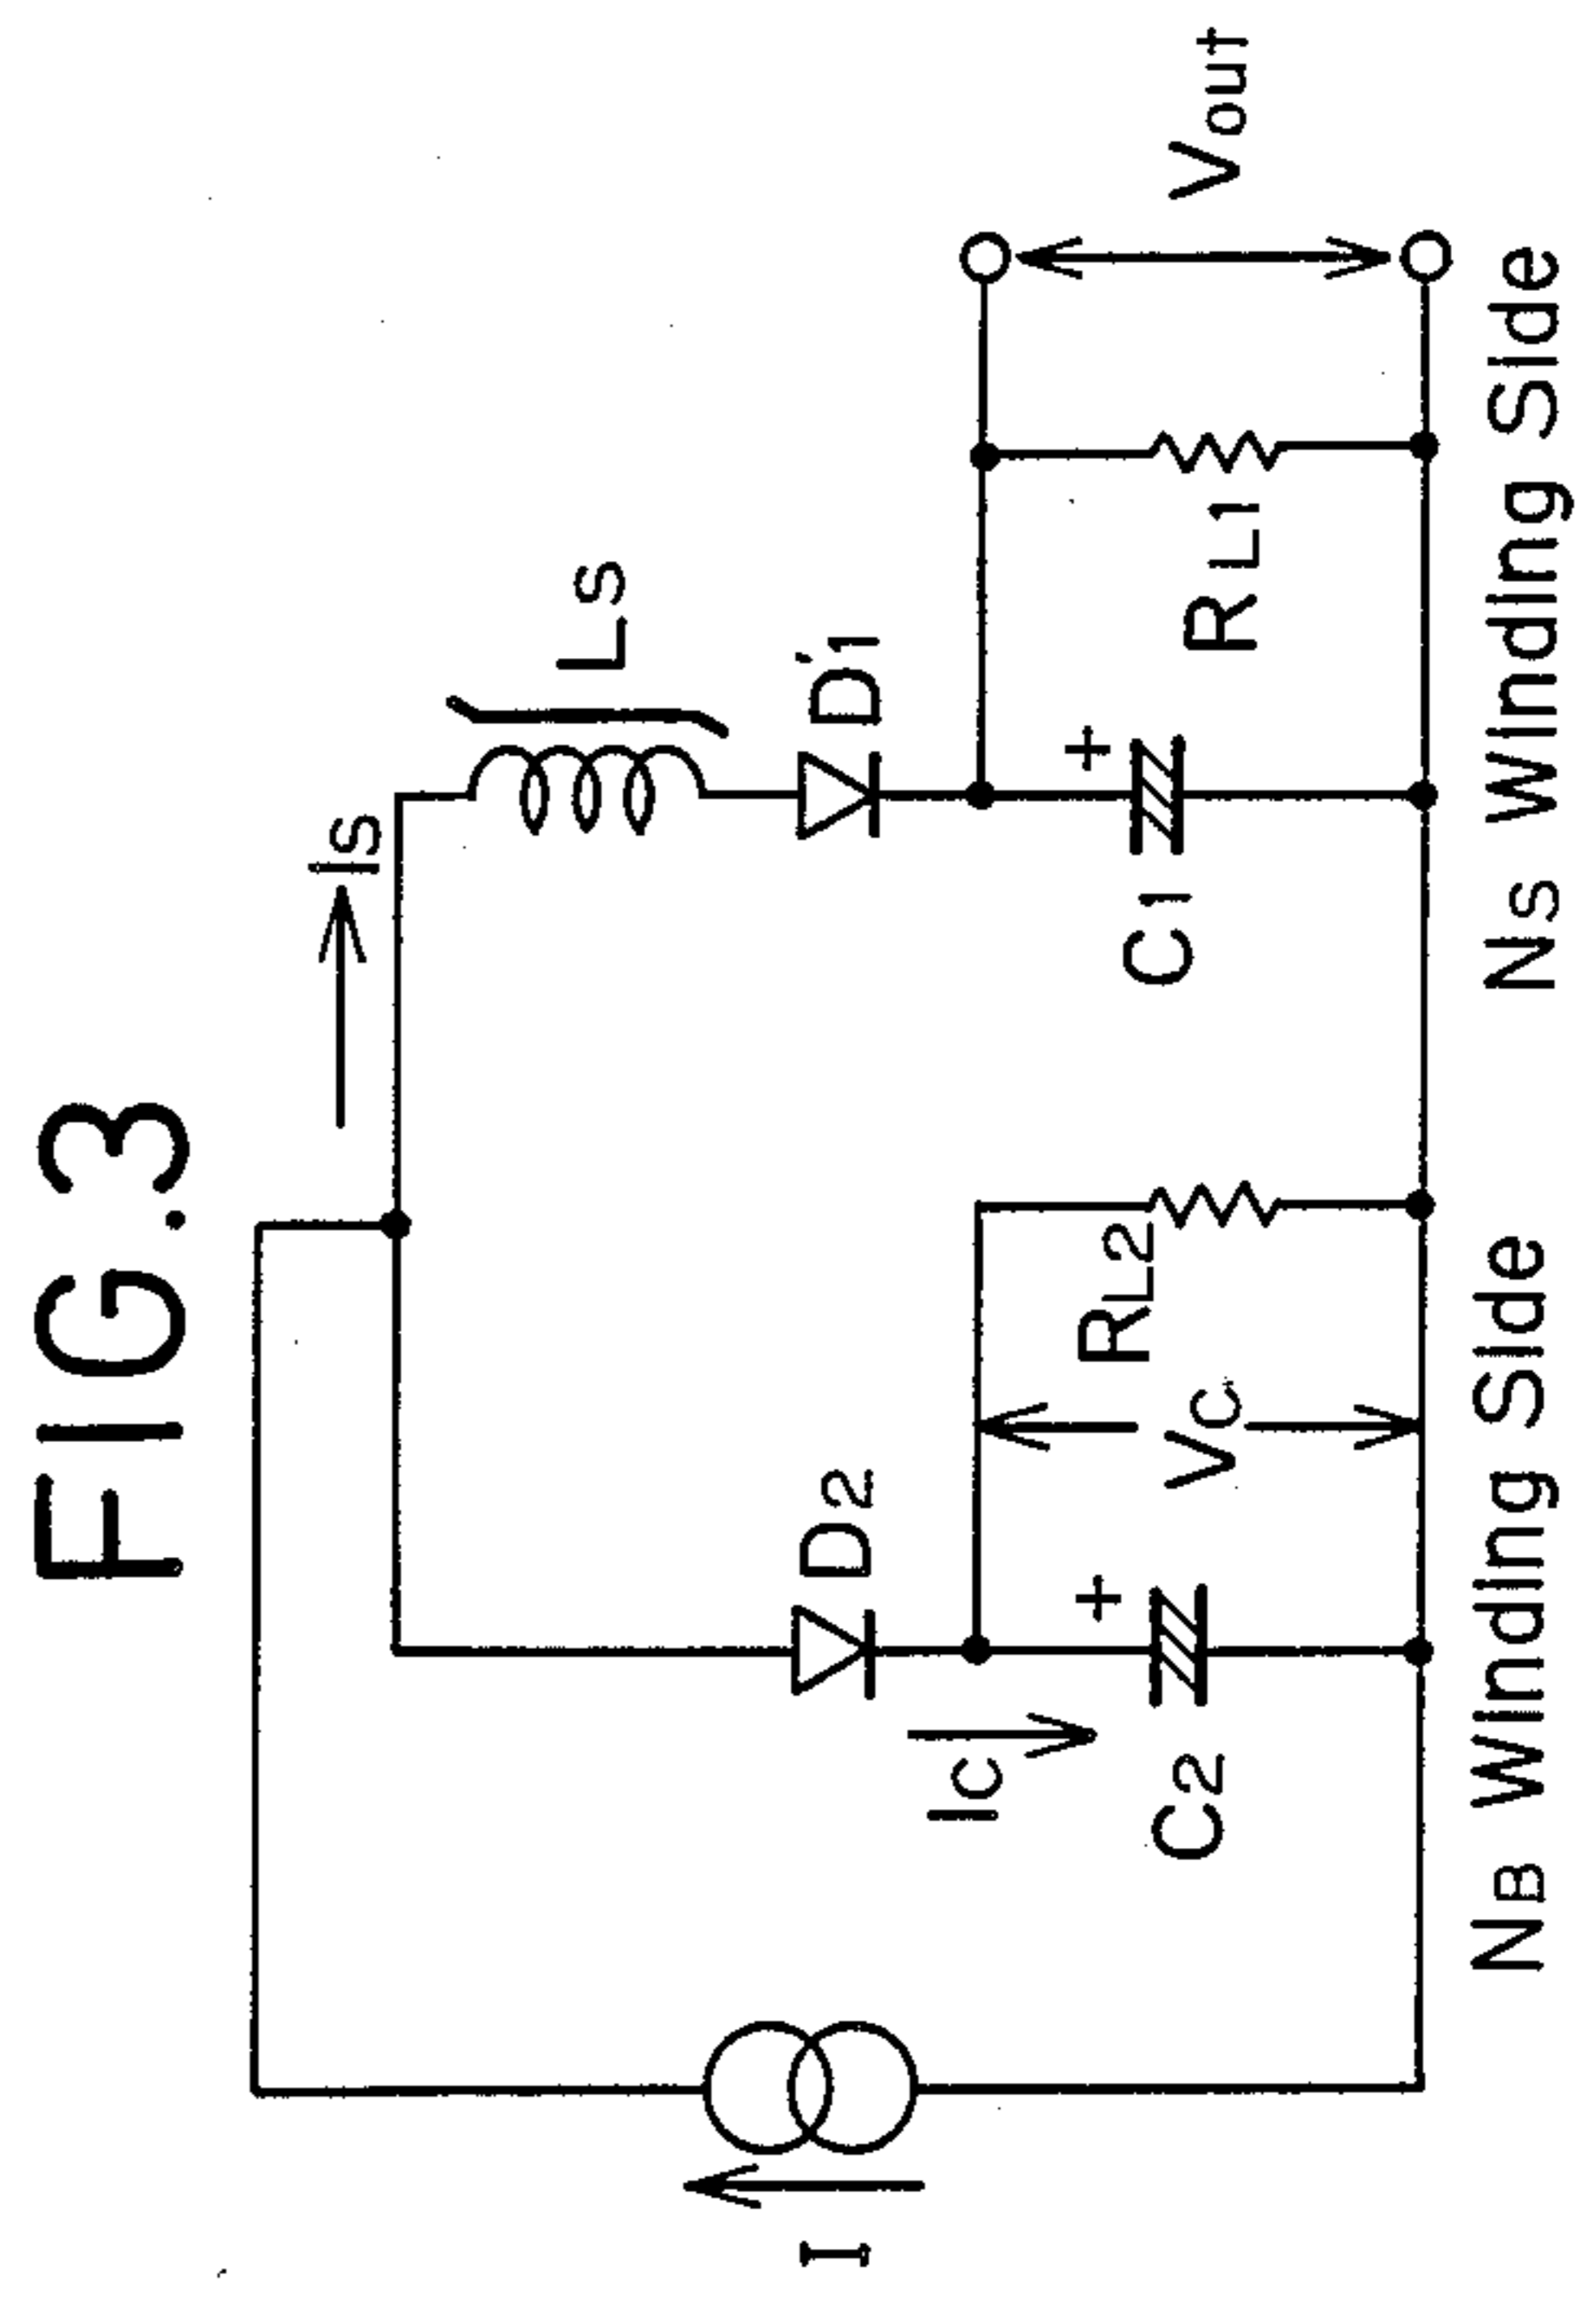 FIG.3
IS
LS
D'1
D2
IC
I
C2
VC
RL2
C1
RL1
Vout
NB Winding Side
NS Winding Side